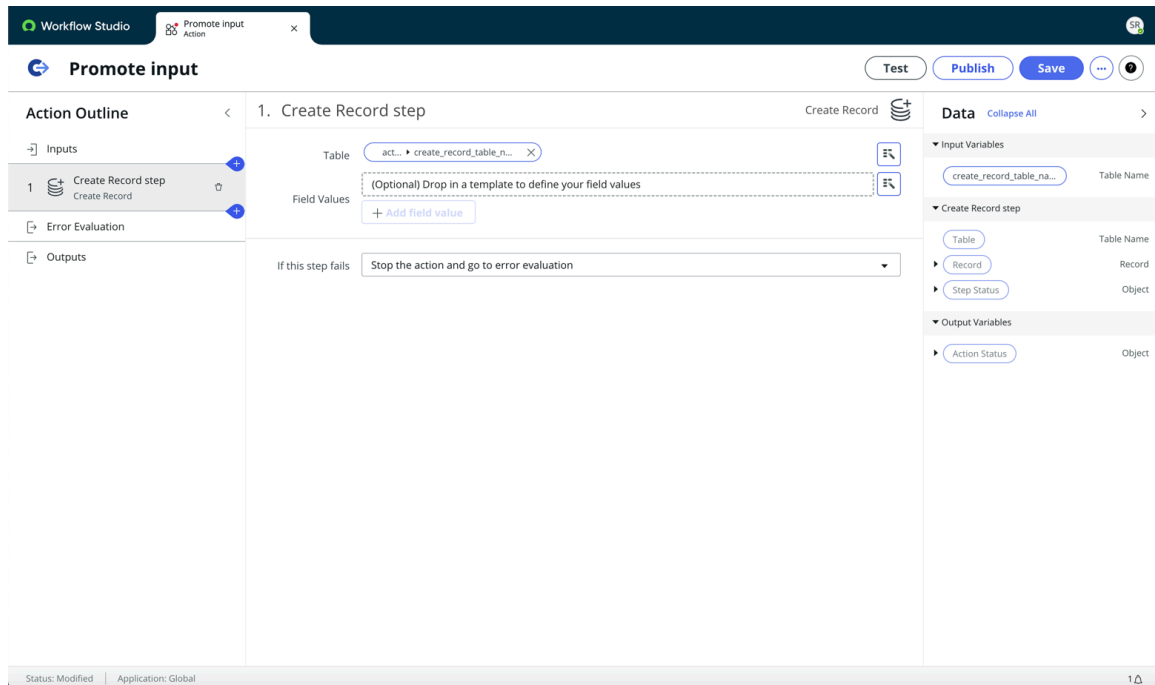 Workflow Studio
Promote input
Action
SR
Promote input
Test
Publish
Save
Action Outline
Inputs
1
Create Record step
Create Record
Error Evaluation
Outputs
1. Create Record step
Create Record
Table
act... create_record_table_n...
Field Values
(Optional) Drop in a template to define your field values
+ Add field value
If this step fails
Stop the action and go to error evaluation
Data Collapse All
Input Variables
create_record_table_na... Table Name
Create Record step
Table Table Name
Record Record
Step Status Object
Output Variables
Action Status Object
Status: Modified Application: Global
1